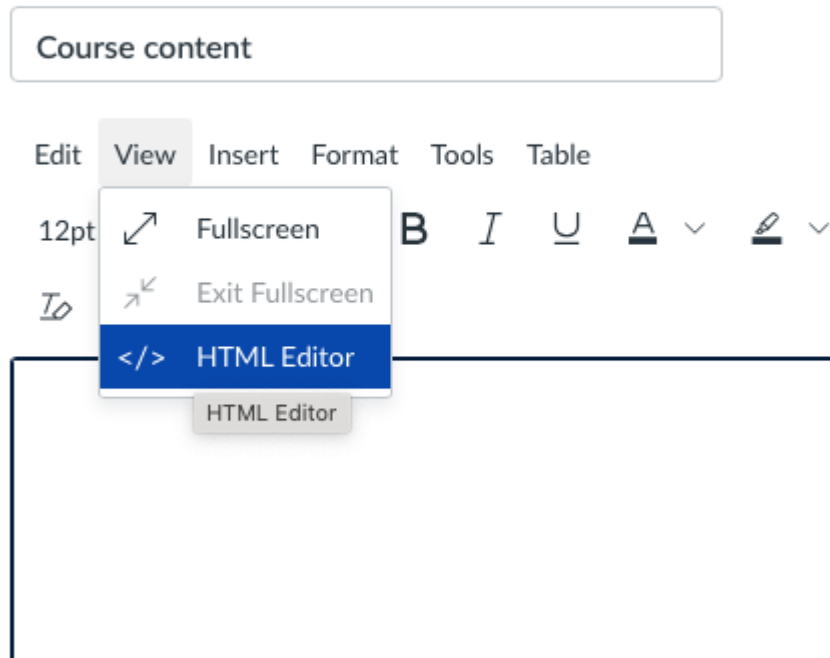 Course content
Edit View Insert Format Tools Table
12pt Fullscreen B I U A
Exit Fullscreen
</> HTML Editor
HTML Editor